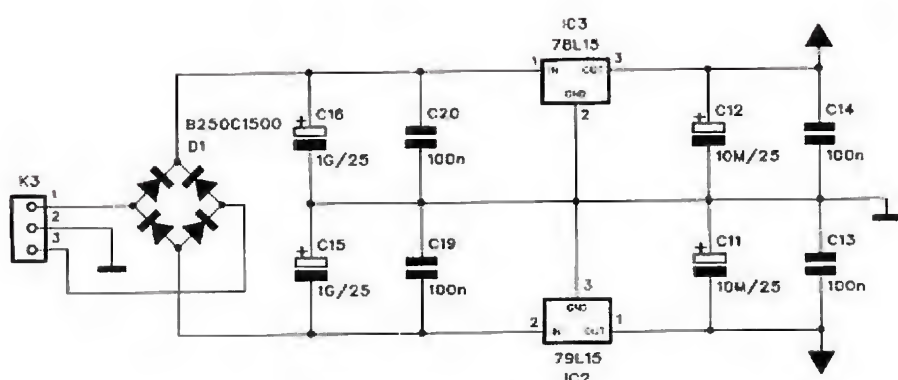 IC3
78L15
1 IN OUT 3
GND
2
B250C1500
D1
+ C16
1G/25
C20
100n
+ C12
10M/25
C14
100n
K3
1
2
3
+ C15
1G/25
C19
100n
+ C11
10M/25
C13
100n
3
GND
2 IN OUT 1
79L15
IC2